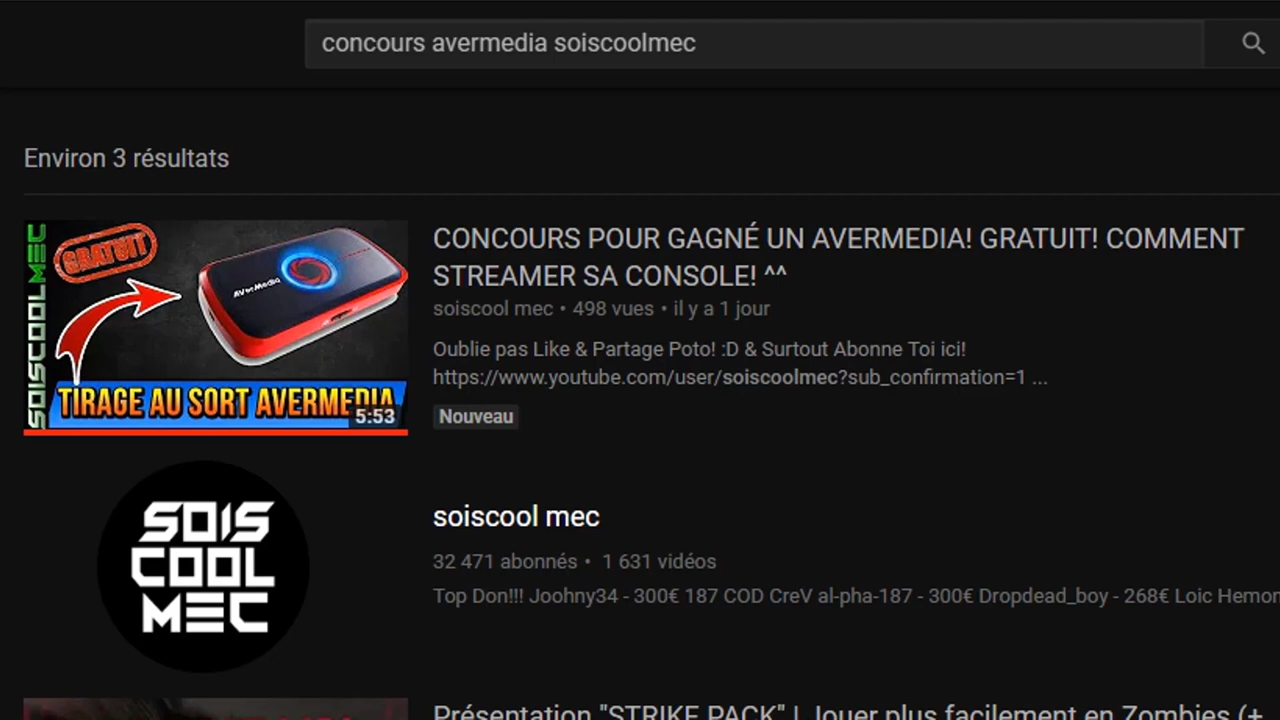 concours avermedia soiscoolmec
Environ 3 résultats
SOISCOOLMEC
GRATUIT
AVerMedia
TIRAGE AU SORT AVERMEDIA
5:53
CONCOURS POUR GAGNÉ UN AVERMEDIA! GRATUIT! COMMENT
STREAMER SA CONSOLE! ^^
soiscool mec • 498 vues • il y a 1 jour
Oublie pas Like & Partage Poto! :D & Surtout Abonne Toi ici!
https://www.youtube.com/user/soiscoolmec?sub_confirmation=1 ...
Nouveau
SOIS
COOL
MEC
soiscool mec
32 471 abonnés • 1 631 vidéos
Top Don!!! Joohny34 - 300€ 187 COD CreV al-pha-187 - 300€ Dropdead_boy - 268€ Loic Hemon
Présentation "STRIKE PACK" | Jouer plus facilement en Zombies (+